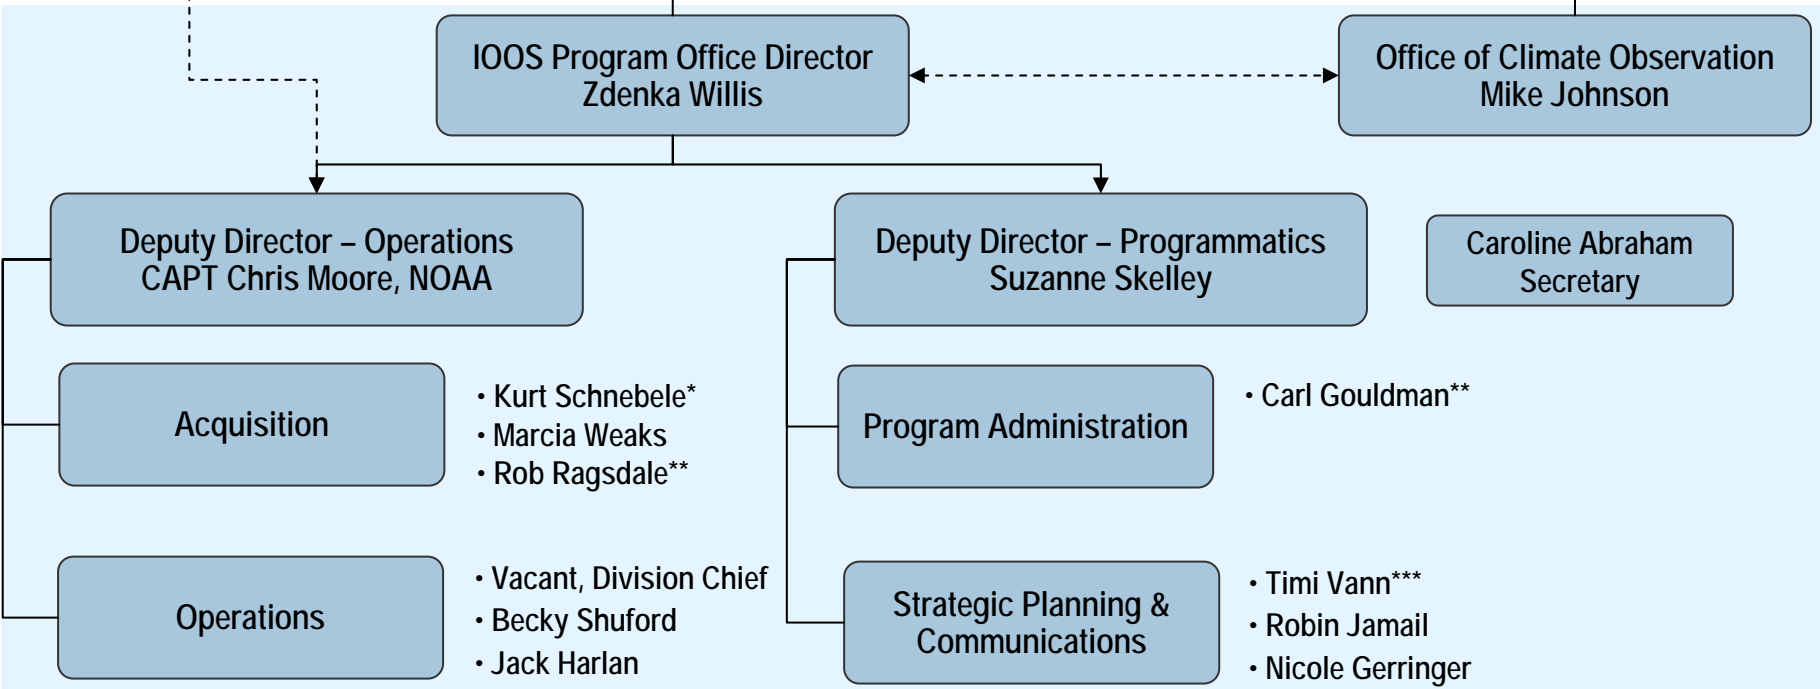 IOOS Program Office Director
Zdenka Willis
Office of Climate Observation
Mike Johnson
Deputy Director – Operations
CAPT Chris Moore, NOAA
Deputy Director – Programmatics
Suzanne Skelley
Caroline Abraham
Secretary
Acquisition
• Kurt Schnebele*
• Marcia Weaks
• Rob Ragsdale**
Program Administration
• Carl Gouldman**
Operations
• Vacant, Division Chief
• Becky Shuford
• Jack Harlan
Strategic Planning &
Communications
• Timi Vann***
• Robin Jamail
• Nicole Gerringer